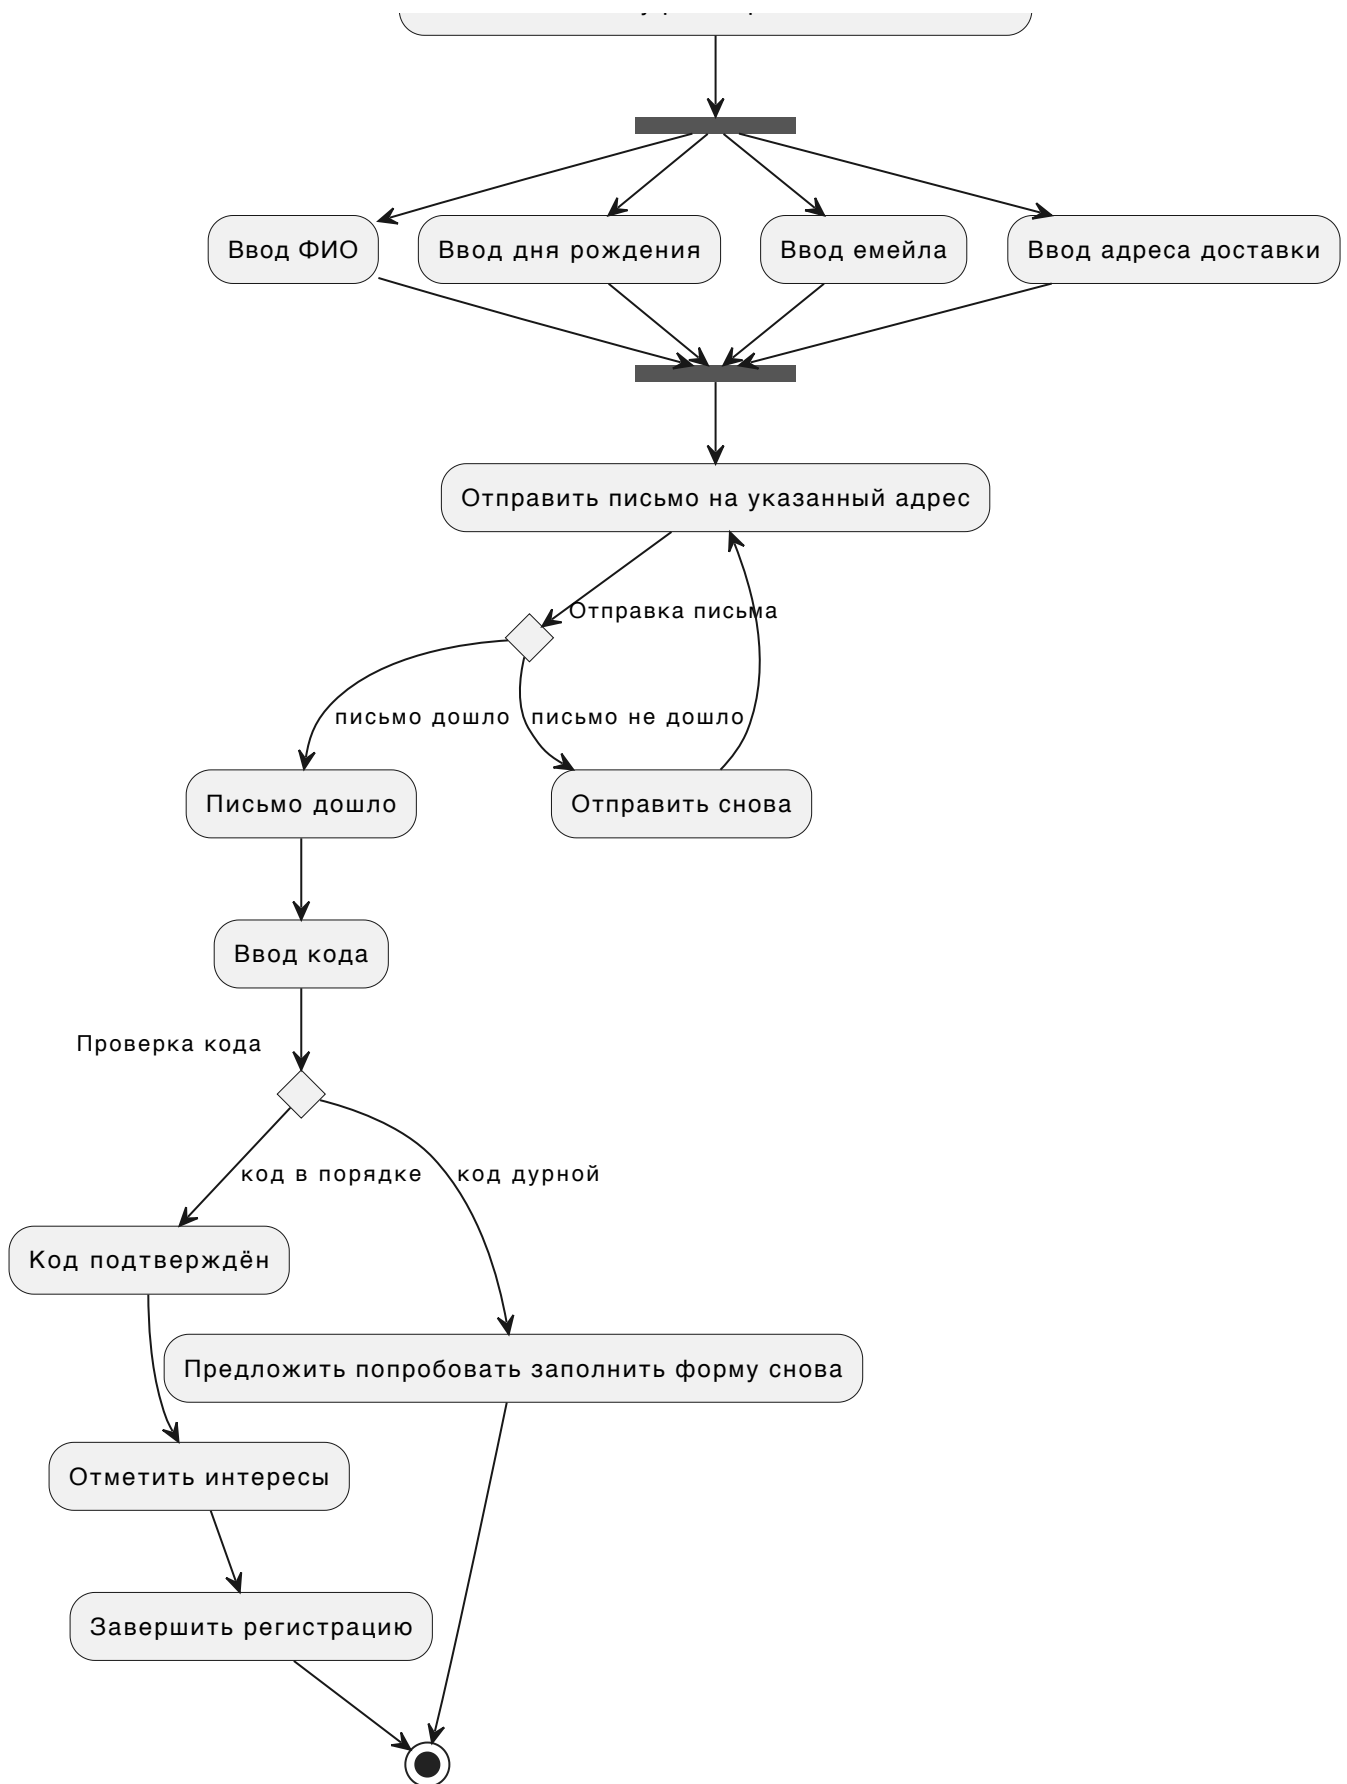 Ввод ФИО
Ввод дня рождения
Ввод емейла
Ввод адреса доставки
Отправить письмо на указанный адрес
Отправка письма
письмо дошло
письмо не дошло
Письмо дошло
Отправить снова
Ввод кода
Проверка кода
код в порядке
код дурной
Код подтверждён
Предложить попробовать заполнить форму снова
Отметить интересы
Завершить регистрацию